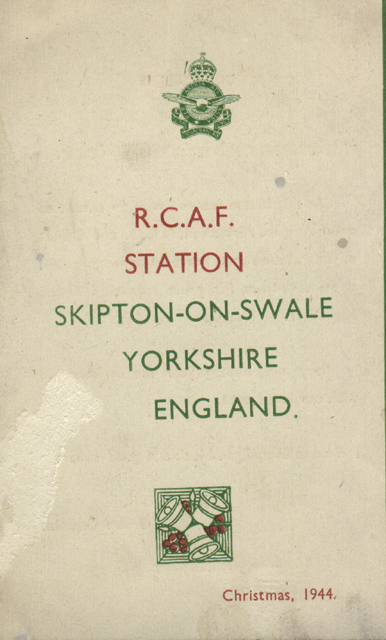 R.C.A.F.
STATION
SKIPTON-ON-SWALE
YORKSHIRE
ENGLAND.
Christmas, 1944.